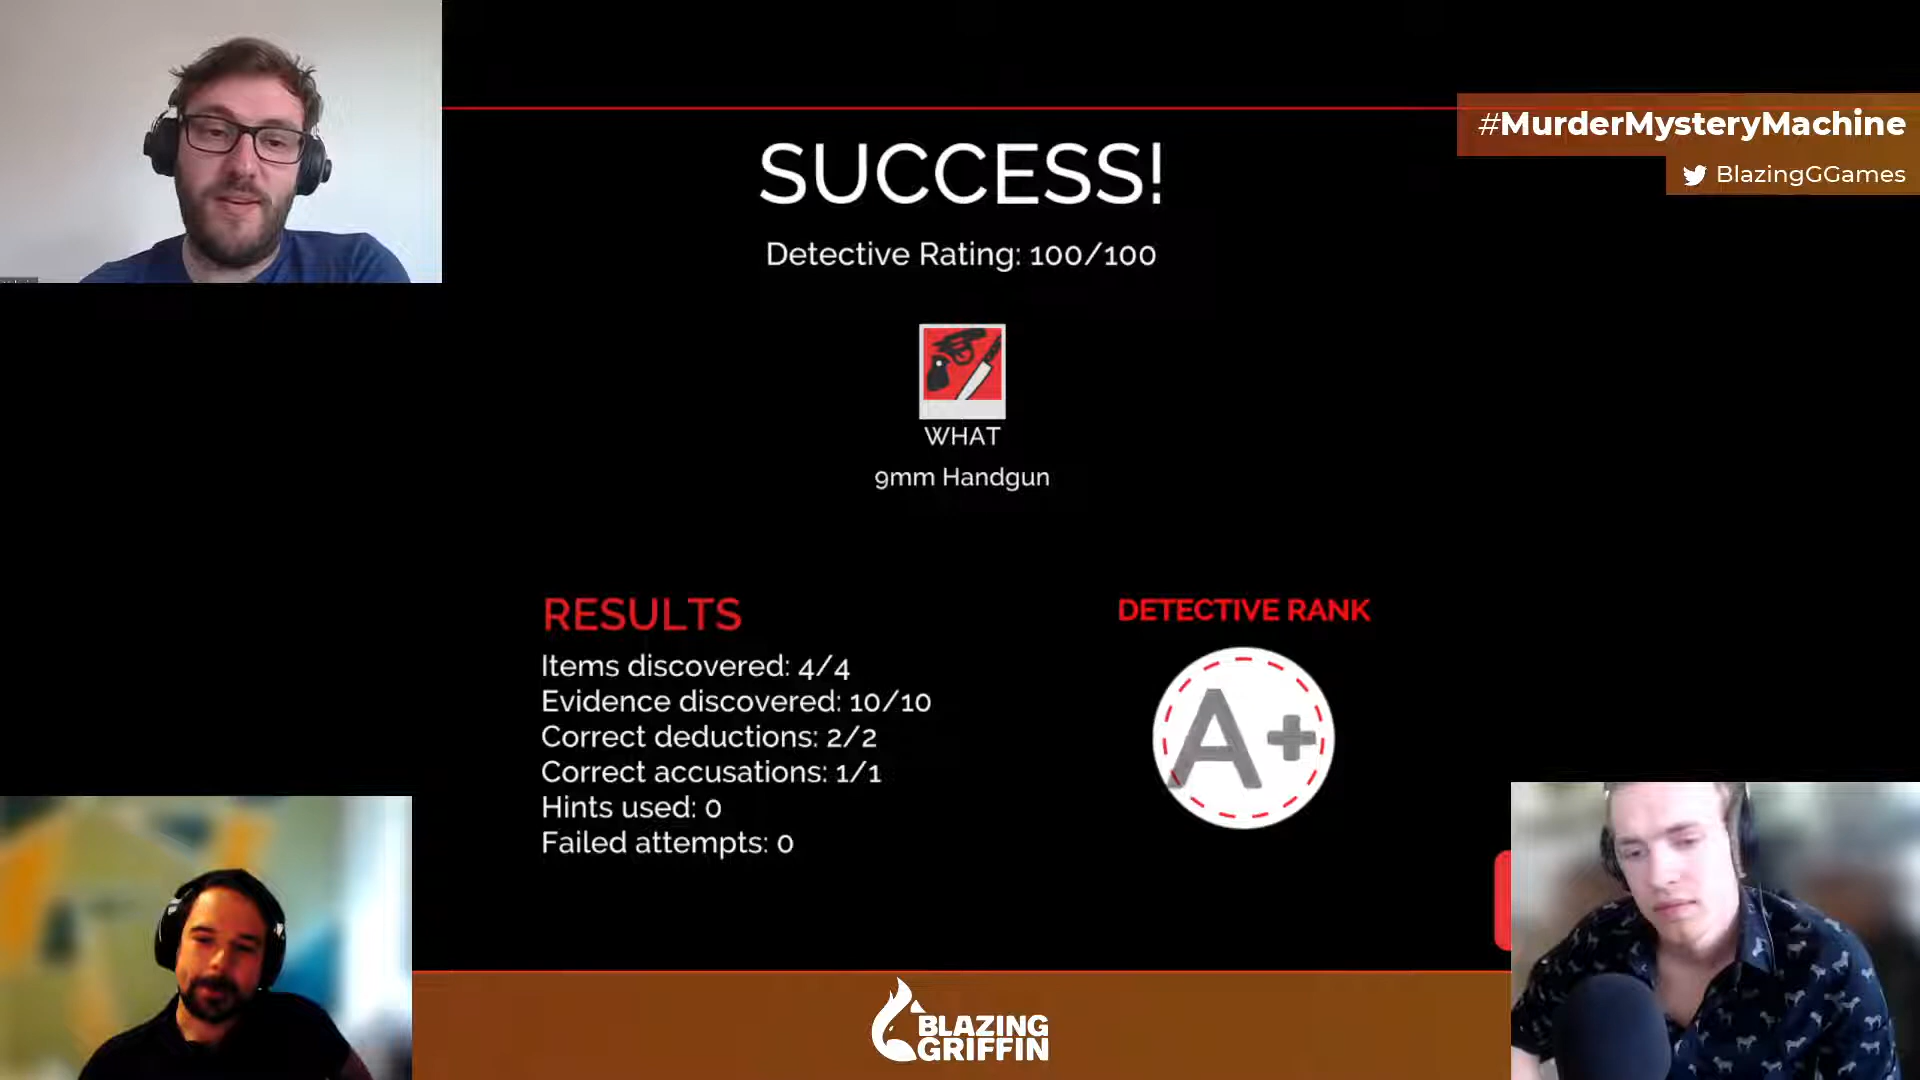 #MurderMysteryMachine
BlazingGGames
SUCCESS!
Detective Rating: 100/100
WHAT
9mm Handgun
RESULTS
Items discovered: 4/4
Evidence discovered: 10/10
Correct deductions: 2/2
Correct accusations: 1/1
Hints used: 0
Failed attempts: 0
DETECTIVE RANK
A+
BLAZING
GRIFFIN